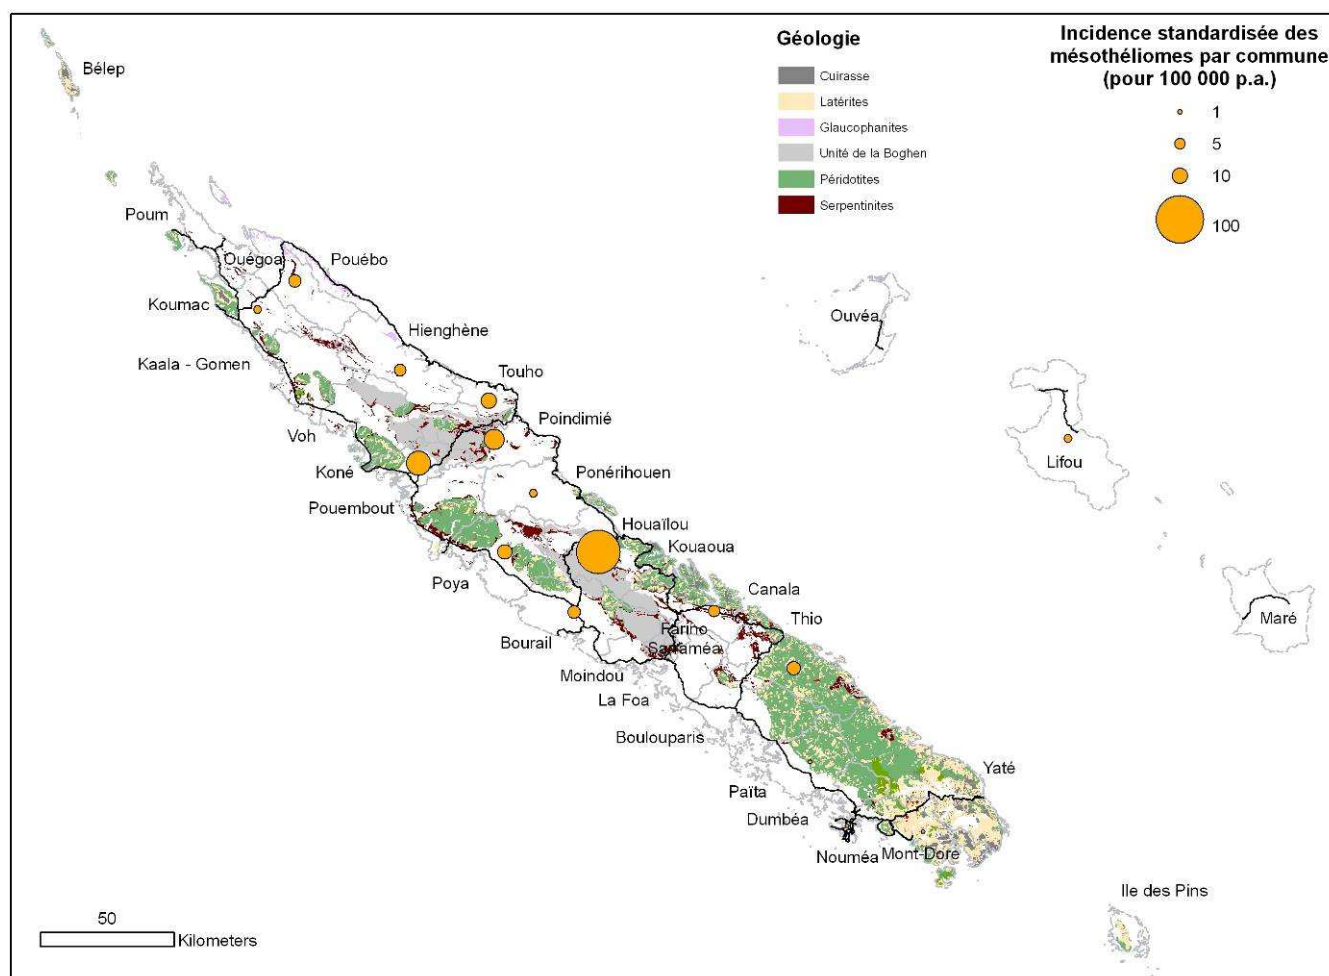 Géologie
Cuirasse
Latérites
Glaucophanites
Unité de la Boghen
Péridotites
Serpentinites
Incidence standardisée des
mésothéliomes par commune
(pour 100 000 p.a.)
1
5
10
100
Bélep
Poum
Ouégoa
Pouébo
Koumac
Hienghène
Kaala - Gomen
Touho
Poindimié
Voh
Koné
Ponérihouen
Pouembout
Houaïlou
Kouaoua
Poya
Canala
Thio
Farino
Bourail
Sarraméa
Moindou
La Foa
Boulouparis
Yaté
Païta
Dumbéa
Nouméa
Mont-Dore
Ouvéa
Lifou
Maré
Ile des Pins
50
Kilometers